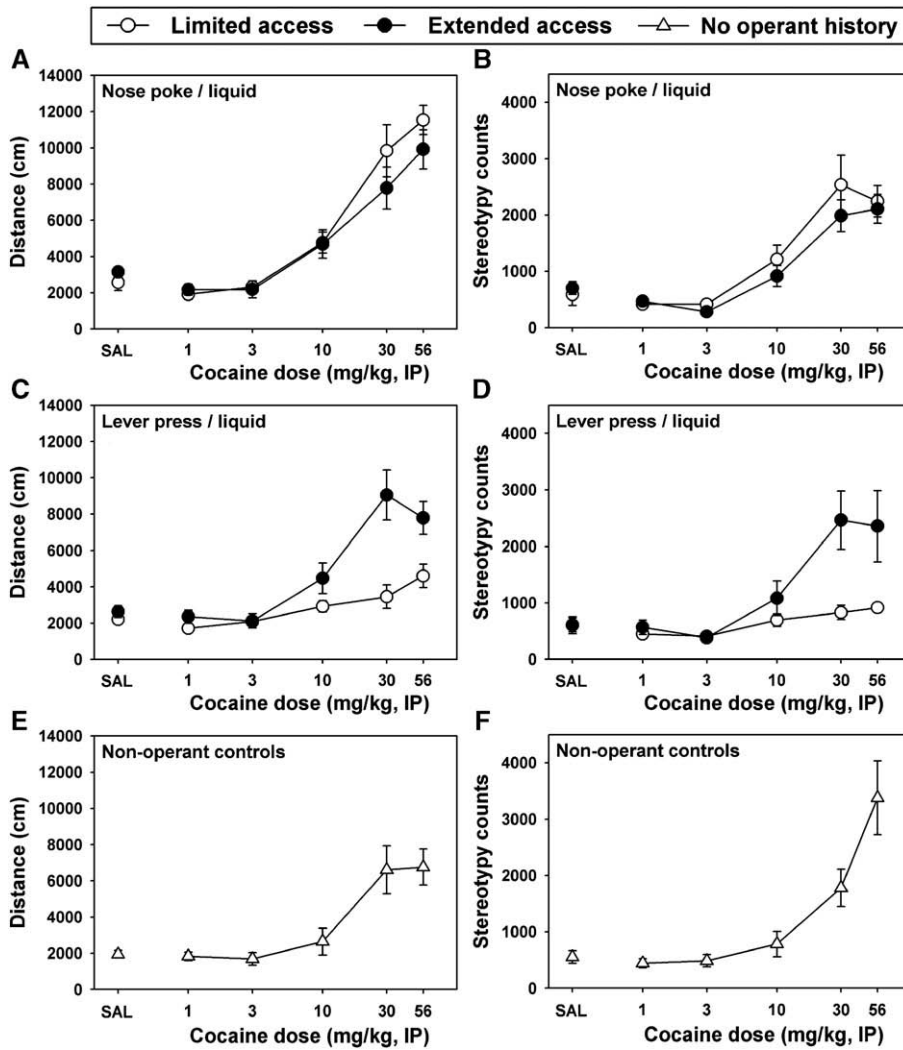 Limited access Extended access No operant history
A
Nose poke / liquid
Distance (cm)
14000
12000
10000
8000
6000
4000
2000
0
SAL 1 3 10 30 56
Cocaine dose (mg/kg, IP)
B
Nose poke / liquid
Stereotypy counts
4000
3000
2000
1000
0
SAL 1 3 10 30 56
Cocaine dose (mg/kg, IP)
C
Lever press / liquid
Distance (cm)
14000
12000
10000
8000
6000
4000
2000
0
SAL 1 3 10 30 56
Cocaine dose (mg/kg, IP)
D
Lever press / liquid
Stereotypy counts
4000
3000
2000
1000
0
SAL 1 3 10 30 56
Cocaine dose (mg/kg, IP)
E
Non-operant controls
Distance (cm)
14000
12000
10000
8000
6000
4000
2000
0
SAL 1 3 10 30 56
Cocaine dose (mg/kg, IP)
F
Non-operant controls
Stereotypy counts
4000
3000
2000
1000
0
SAL 1 3 10 30 56
Cocaine dose (mg/kg, IP)